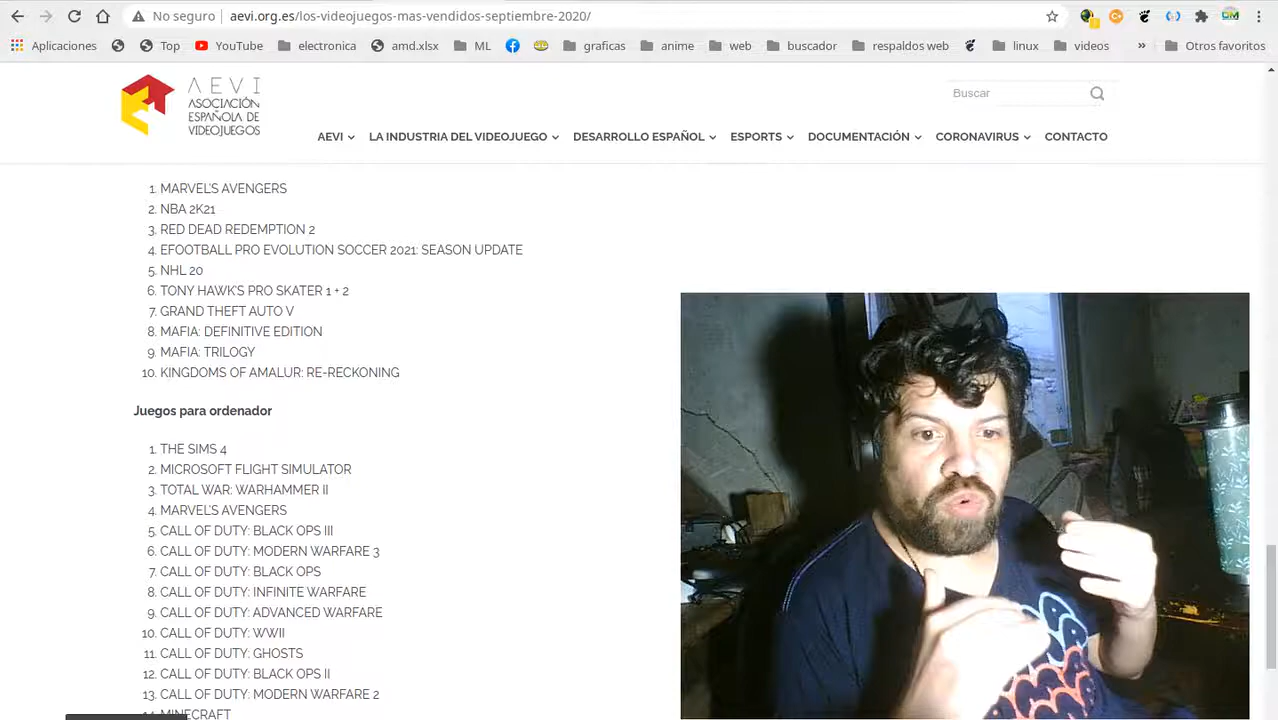 No seguro aevi.org.es/los-videojuegos-mas-vendidos-septiembre-2020/
Aplicaciones Top YouTube electronica amd.xlsx ML graficas anime web buscador respaldos web linux videos » Otros favoritos
AEVI
ASOCIACIÓN
ESPAÑOLA DE
VIDEOJUEGOS
Buscar
AEVI LA INDUSTRIA DEL VIDEOJUEGO DESARROLLO ESPAÑOL ESPORTS DOCUMENTACIÓN CORONAVIRUS CONTACTO
1. MARVEL'S AVENGERS
2. NBA 2K21
3. RED DEAD REDEMPTION 2
4. EFOOTBALL PRO EVOLUTION SOCCER 2021: SEASON UPDATE
5. NHL 20
6. TONY HAWK'S PRO SKATER 1 + 2
7. GRAND THEFT AUTO V
8. MAFIA: DEFINITIVE EDITION
9. MAFIA: TRILOGY
10. KINGDOMS OF AMALUR: RE-RECKONING
Juegos para ordenador
1. THE SIMS 4
2. MICROSOFT FLIGHT SIMULATOR
3. TOTAL WAR: WARHAMMER II
4. MARVEL'S AVENGERS
5. CALL OF DUTY: BLACK OPS III
6. CALL OF DUTY: MODERN WARFARE 3
7. CALL OF DUTY: BLACK OPS
8. CALL OF DUTY: INFINITE WARFARE
9. CALL OF DUTY: ADVANCED WARFARE
10. CALL OF DUTY: WWII
11. CALL OF DUTY: GHOSTS
12. CALL OF DUTY: BLACK OPS II
13. CALL OF DUTY: MODERN WARFARE 2
14. MINECRAFT